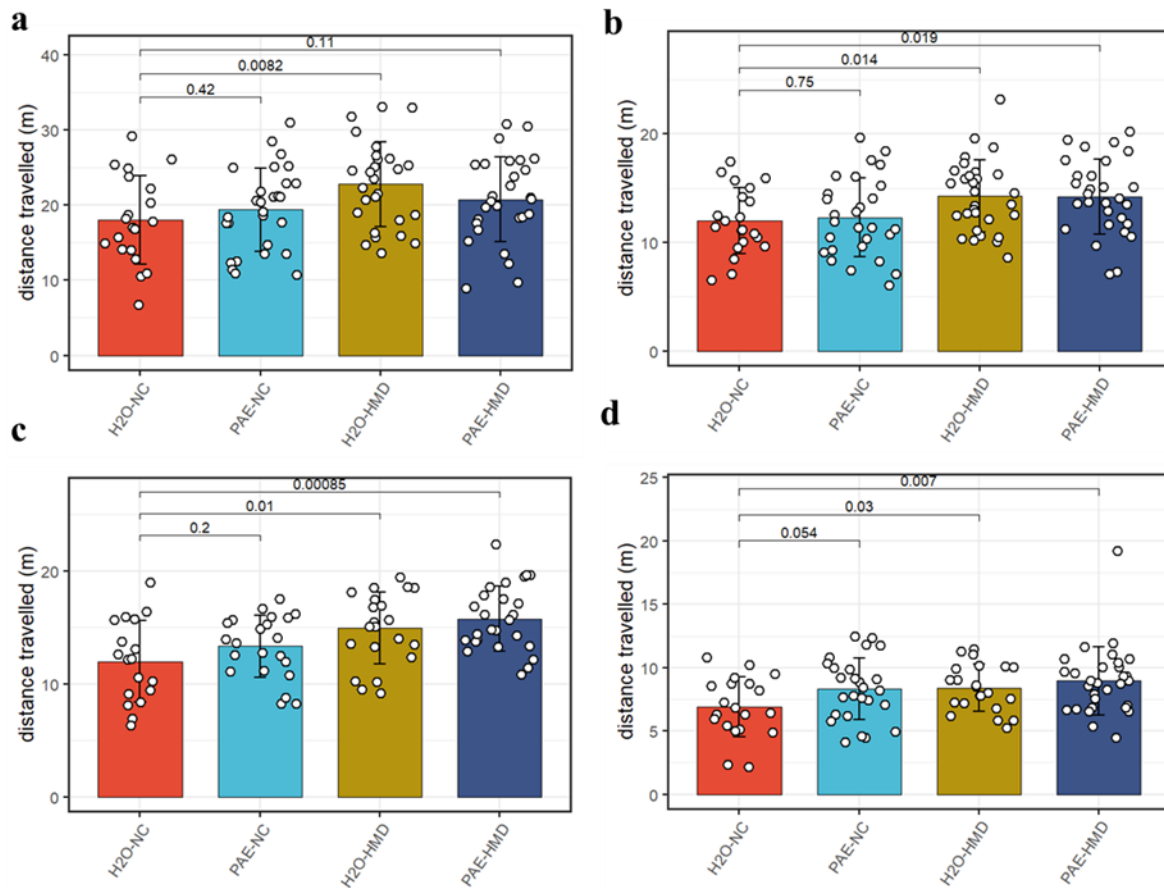 a
40
30
20
10
0
distance travelled (m)
0.11
0.0082
0.42
H2O-NC
PAE-NC
H2O-HMD
PAE-HMD
b
20
10
0
distance travelled (m)
0.019
0.014
0.75
H2O-NC
PAE-NC
H2O-HMD
PAE-HMD
c
20
10
0
distance travelled (m)
0.00085
0.01
0.2
H2O-NC
PAE-NC
H2O-HMD
PAE-HMD
d
25
20
15
10
5
0
distance travelled (m)
0.007
0.03
0.054
H2O-NC
PAE-NC
H2O-HMD
PAE-HMD